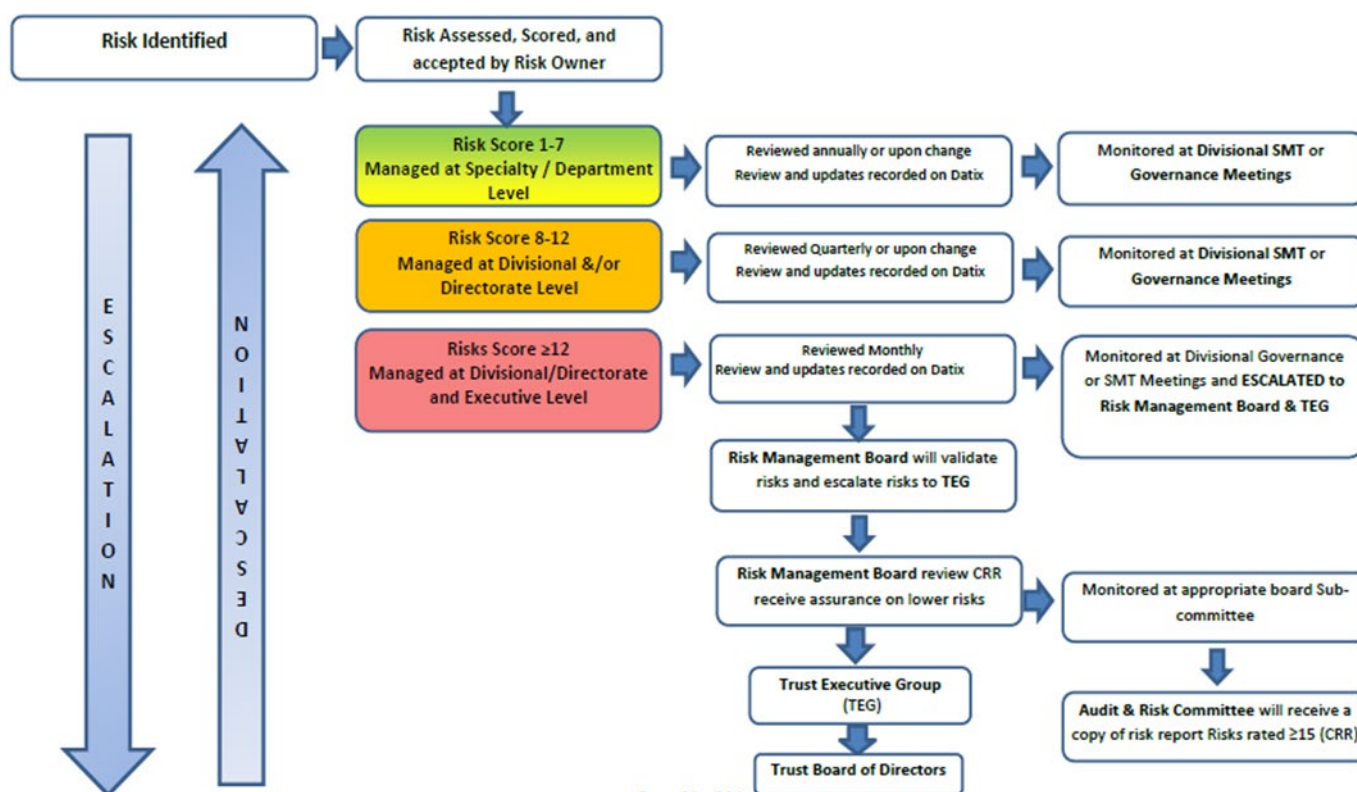 Risk Identified
Risk Assessed, Scored, and
accepted by Risk Owner
Risk Score 1-7
Managed at Specialty / Department
Level
Reviewed annually or upon change
Review and updates recorded on Datix
Monitored at Divisional SMT or
Governance Meetings
Risk Score 8-12
Managed at Divisional &/or
Directorate Level
Reviewed Quarterly or upon change
Review and updates recorded on Datix
Monitored at Divisional SMT or
Governance Meetings
Risks Score ≥12
Managed at Divisional/Directorate
and Executive Level
Reviewed Monthly
Review and updates recorded on Datix
Monitored at Divisional Governance
or SMT Meetings and ESCALATED to
Risk Management Board & TEG
Risk Management Board will validate
risks and escalate risks to TEG
Risk Management Board review CRR
receive assurance on lower risks
Monitored at appropriate board Sub-
committee
Trust Executive Group
(TEG)
Audit & Risk Committee will receive a
copy of risk report Risks rated ≥15 (CRR)
Trust Board of Directors
ESCALATION
DESCALATION